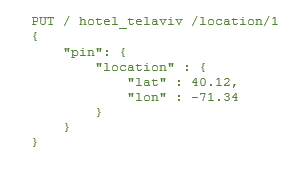 PUT / hotel_telaviv /location/1
{
"pin": {
"location" : {
"lat" : 40.12,
"lon" : -71.34
}
}
}